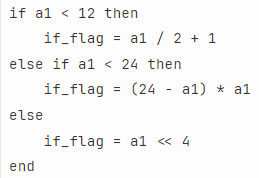 if a1 < 12 then
    if_flag = a1 / 2 + 1
else if a1 < 24 then
    if_flag = (24 - a1) * a1
else
    if_flag = a1 << 4
end